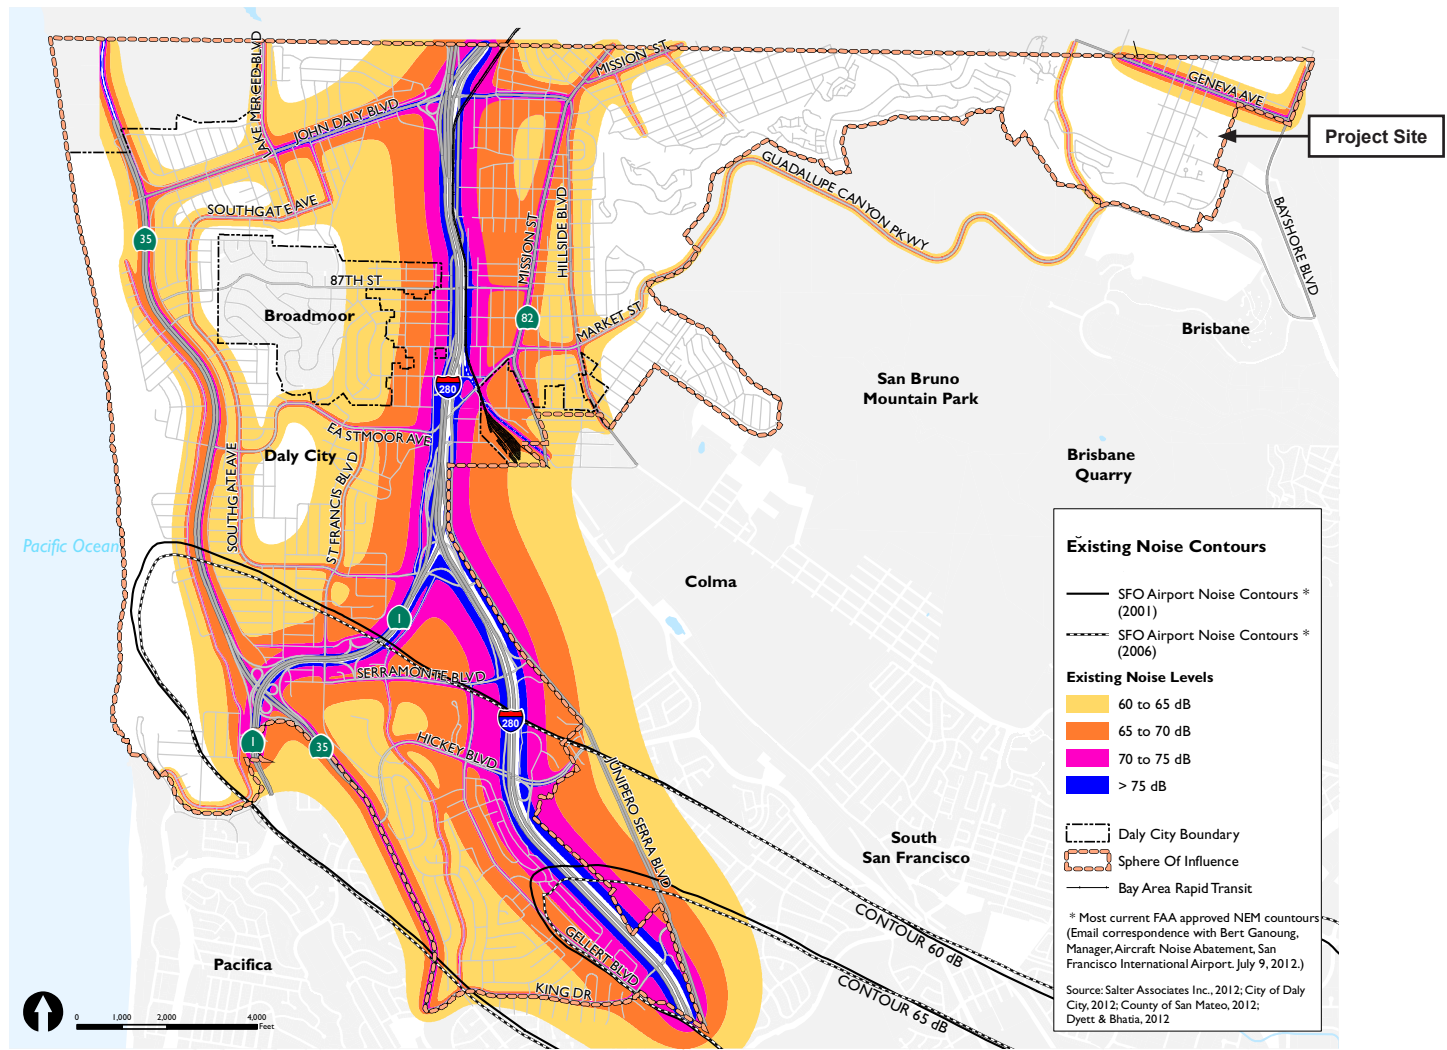 MISSION ST
LAKE MERCED BLVD
JOHN DALY BLVD
GENEVA AVE
Project Site
GUADALUPE CANYON PKWY
SOUTHGATE AVE
35
HILLSIDE BLVD
MISSION ST
BAYSHORE BLVD
87TH ST
Broadmoor
82
MARKET ST
Brisbane
280
San Bruno
Mountain Park
EASTMOOR AVE
Daly City
SOUTHGATE AVE
ST FRANCIS BLVD
Brisbane
Quarry
Pacific Ocean
Colma
1
SERRAMONTE BLVD
280
1
35
HICKEY BLVD
JUNIPERO SERRA BLVD
South
San Francisco
CONTOUR 60 dB
CONTOUR 65 dB
GELLERT BLVD
KING DR
Pacifica
0 1,000 2,000 4,000
Feet
Existing Noise Contours
SFO Airport Noise Contours *
(2001)
SFO Airport Noise Contours *
(2006)
Existing Noise Levels
60 to 65 dB
65 to 70 dB
70 to 75 dB
> 75 dB
Daly City Boundary
Sphere Of Influence
Bay Area Rapid Transit
* Most current FAA approved NEM countours
(Email correspondence with Bert Ganoung,
Manager, Aircraft Noise Abatement, San
Francisco International Airport. July 9, 2012.)
Source: Salter Associates Inc., 2012; City of Daly
City, 2012; County of San Mateo, 2012;
Dyett & Bhatia, 2012